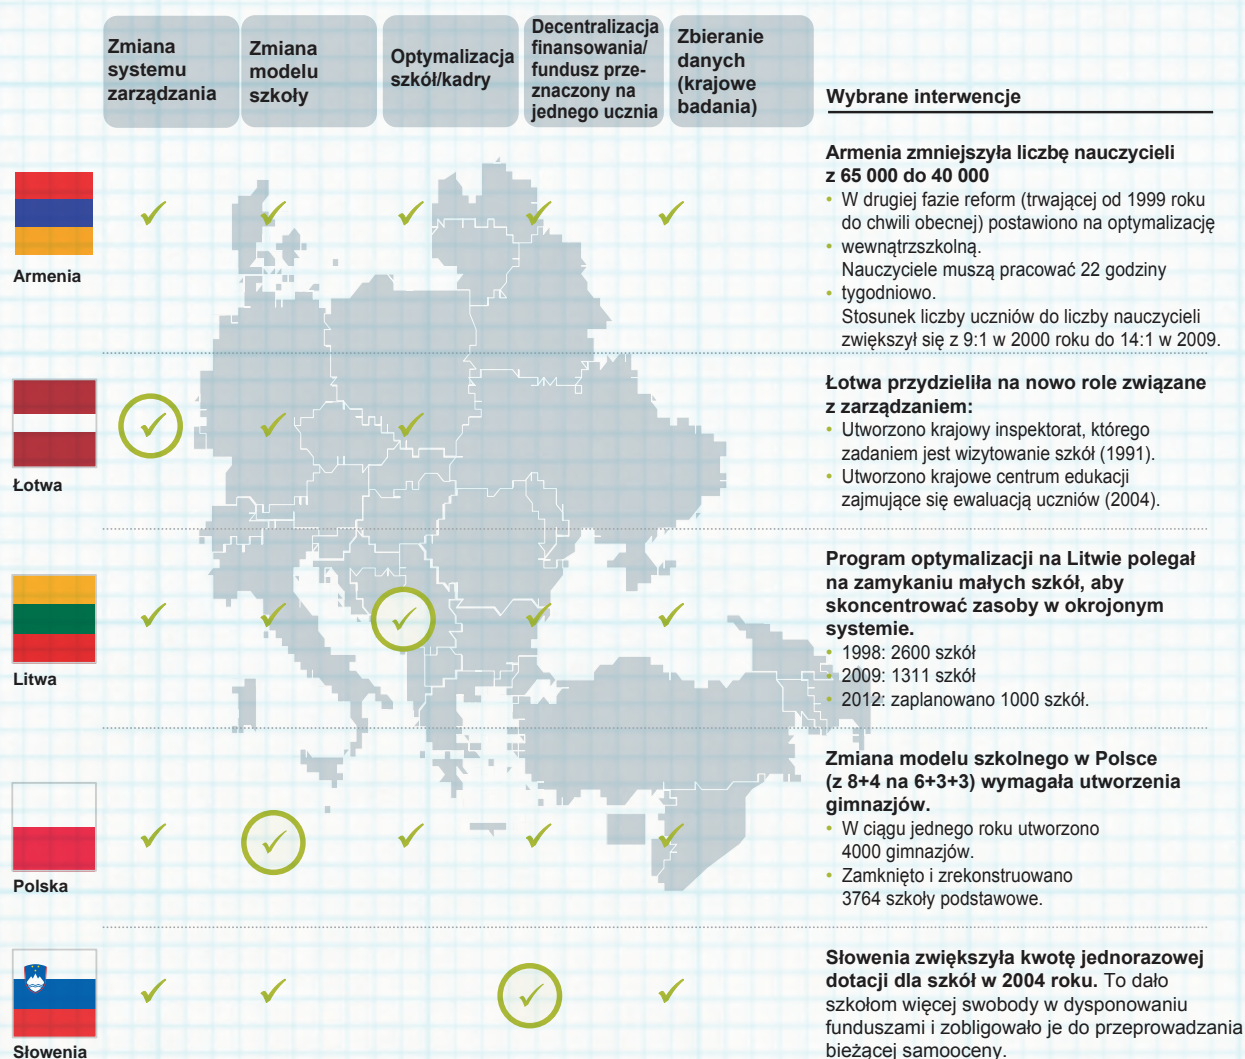 Zmiana
systemu
zarządzania
Zmiana
modelu
szkoły
Optymalizacja
szkół/kadry
Decentralizacja
finansowania/
fundusz prze-
znaczony na
jednego ucznia
Zbieranie
danych
(krajowe
badania)
Wybrane interwencje
Armenia
Armenia zmniejszyła liczbę nauczycieli
z 65 000 do 40 000
• W drugiej fazie reform (trwającej od 1999 roku
do chwili obecnej) postawiono na optymalizację
• wewnątrzszkolną.
Nauczyciele muszą pracować 22 godziny
• tygodniowo.
Stosunek liczby uczniów do liczby nauczycieli
zwiększył się z 9:1 w 2000 roku do 14:1 w 2009.
Łotwa
Łotwa przydzieliła na nowo role związane
z zarządzaniem:
• Utworzono krajowy inspektorat, którego
zadaniem jest wizytowanie szkół (1991).
• Utworzono krajowe centrum edukacji
zajmujące się ewaluacją uczniów (2004).
Litwa
Program optymalizacji na Litwie polegał
na zamykaniu małych szkół, aby
skoncentrować zasoby w okrojonym
systemie.
• 1998: 2600 szkół
• 2009: 1311 szkół
• 2012: zaplanowano 1000 szkół.
Polska
Zmiana modelu szkolnego w Polsce
(z 8+4 na 6+3+3) wymagała utworzenia
gimnazjów.
• W ciągu jednego roku utworzono
4000 gimnazjów.
• Zamknięto i zrekonstruowano
3764 szkoły podstawowe.
Słowenia
Słowenia zwiększyła kwotę jednorazowej
dotacji dla szkół w 2004 roku. To dało
szkołom więcej swobody w dysponowaniu
funduszami i zobligowało je do przeprowadzania
bieżącej samooceny.